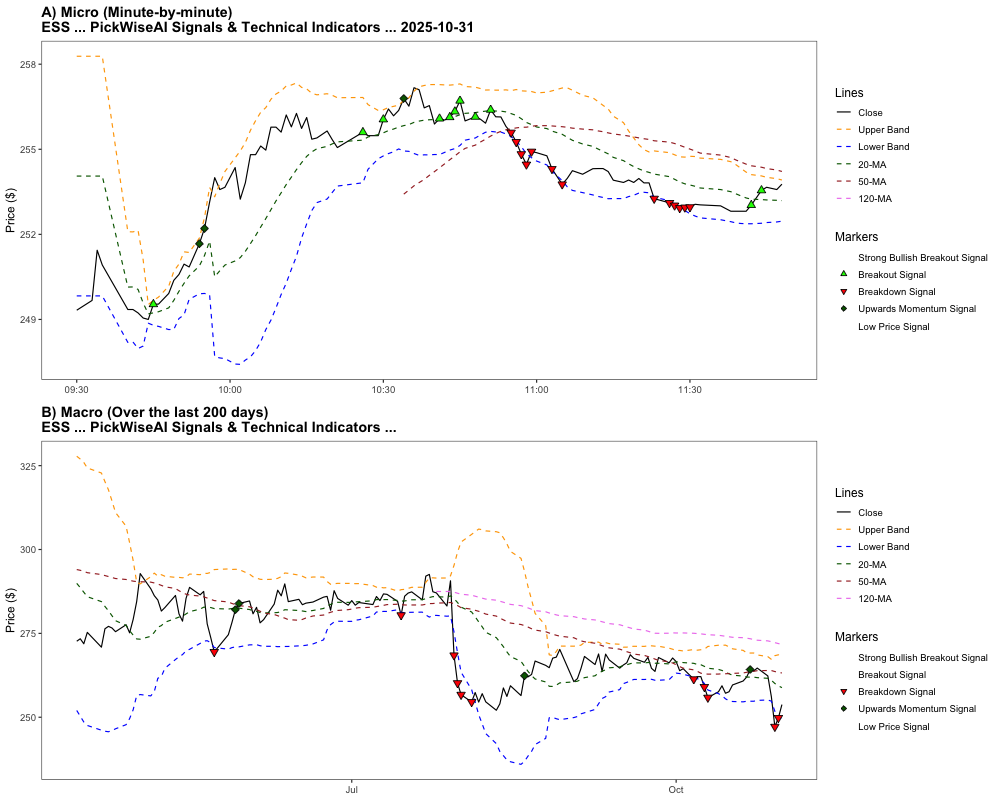 A) Micro (Minute-by-minute)
ESS ... PickWiseAI Signals & Technical Indicators ... 2025-10-31
258
255
252
249
Price ($)
09:30
10:00
10:30
11:00
11:30
Lines
Close
Upper Band
Lower Band
20-MA
50-MA
120-MA
Markers
Strong Bullish Breakout Signal
Breakout Signal
Breakdown Signal
Upwards Momentum Signal
Low Price Signal
B) Macro (Over the last 200 days)
ESS ... PickWiseAI Signals & Technical Indicators ...
325
300
275
250
Price ($)
Jul
Oct
Lines
Close
Upper Band
Lower Band
20-MA
50-MA
120-MA
Markers
Strong Bullish Breakout Signal
Breakout Signal
Breakdown Signal
Upwards Momentum Signal
Low Price Signal